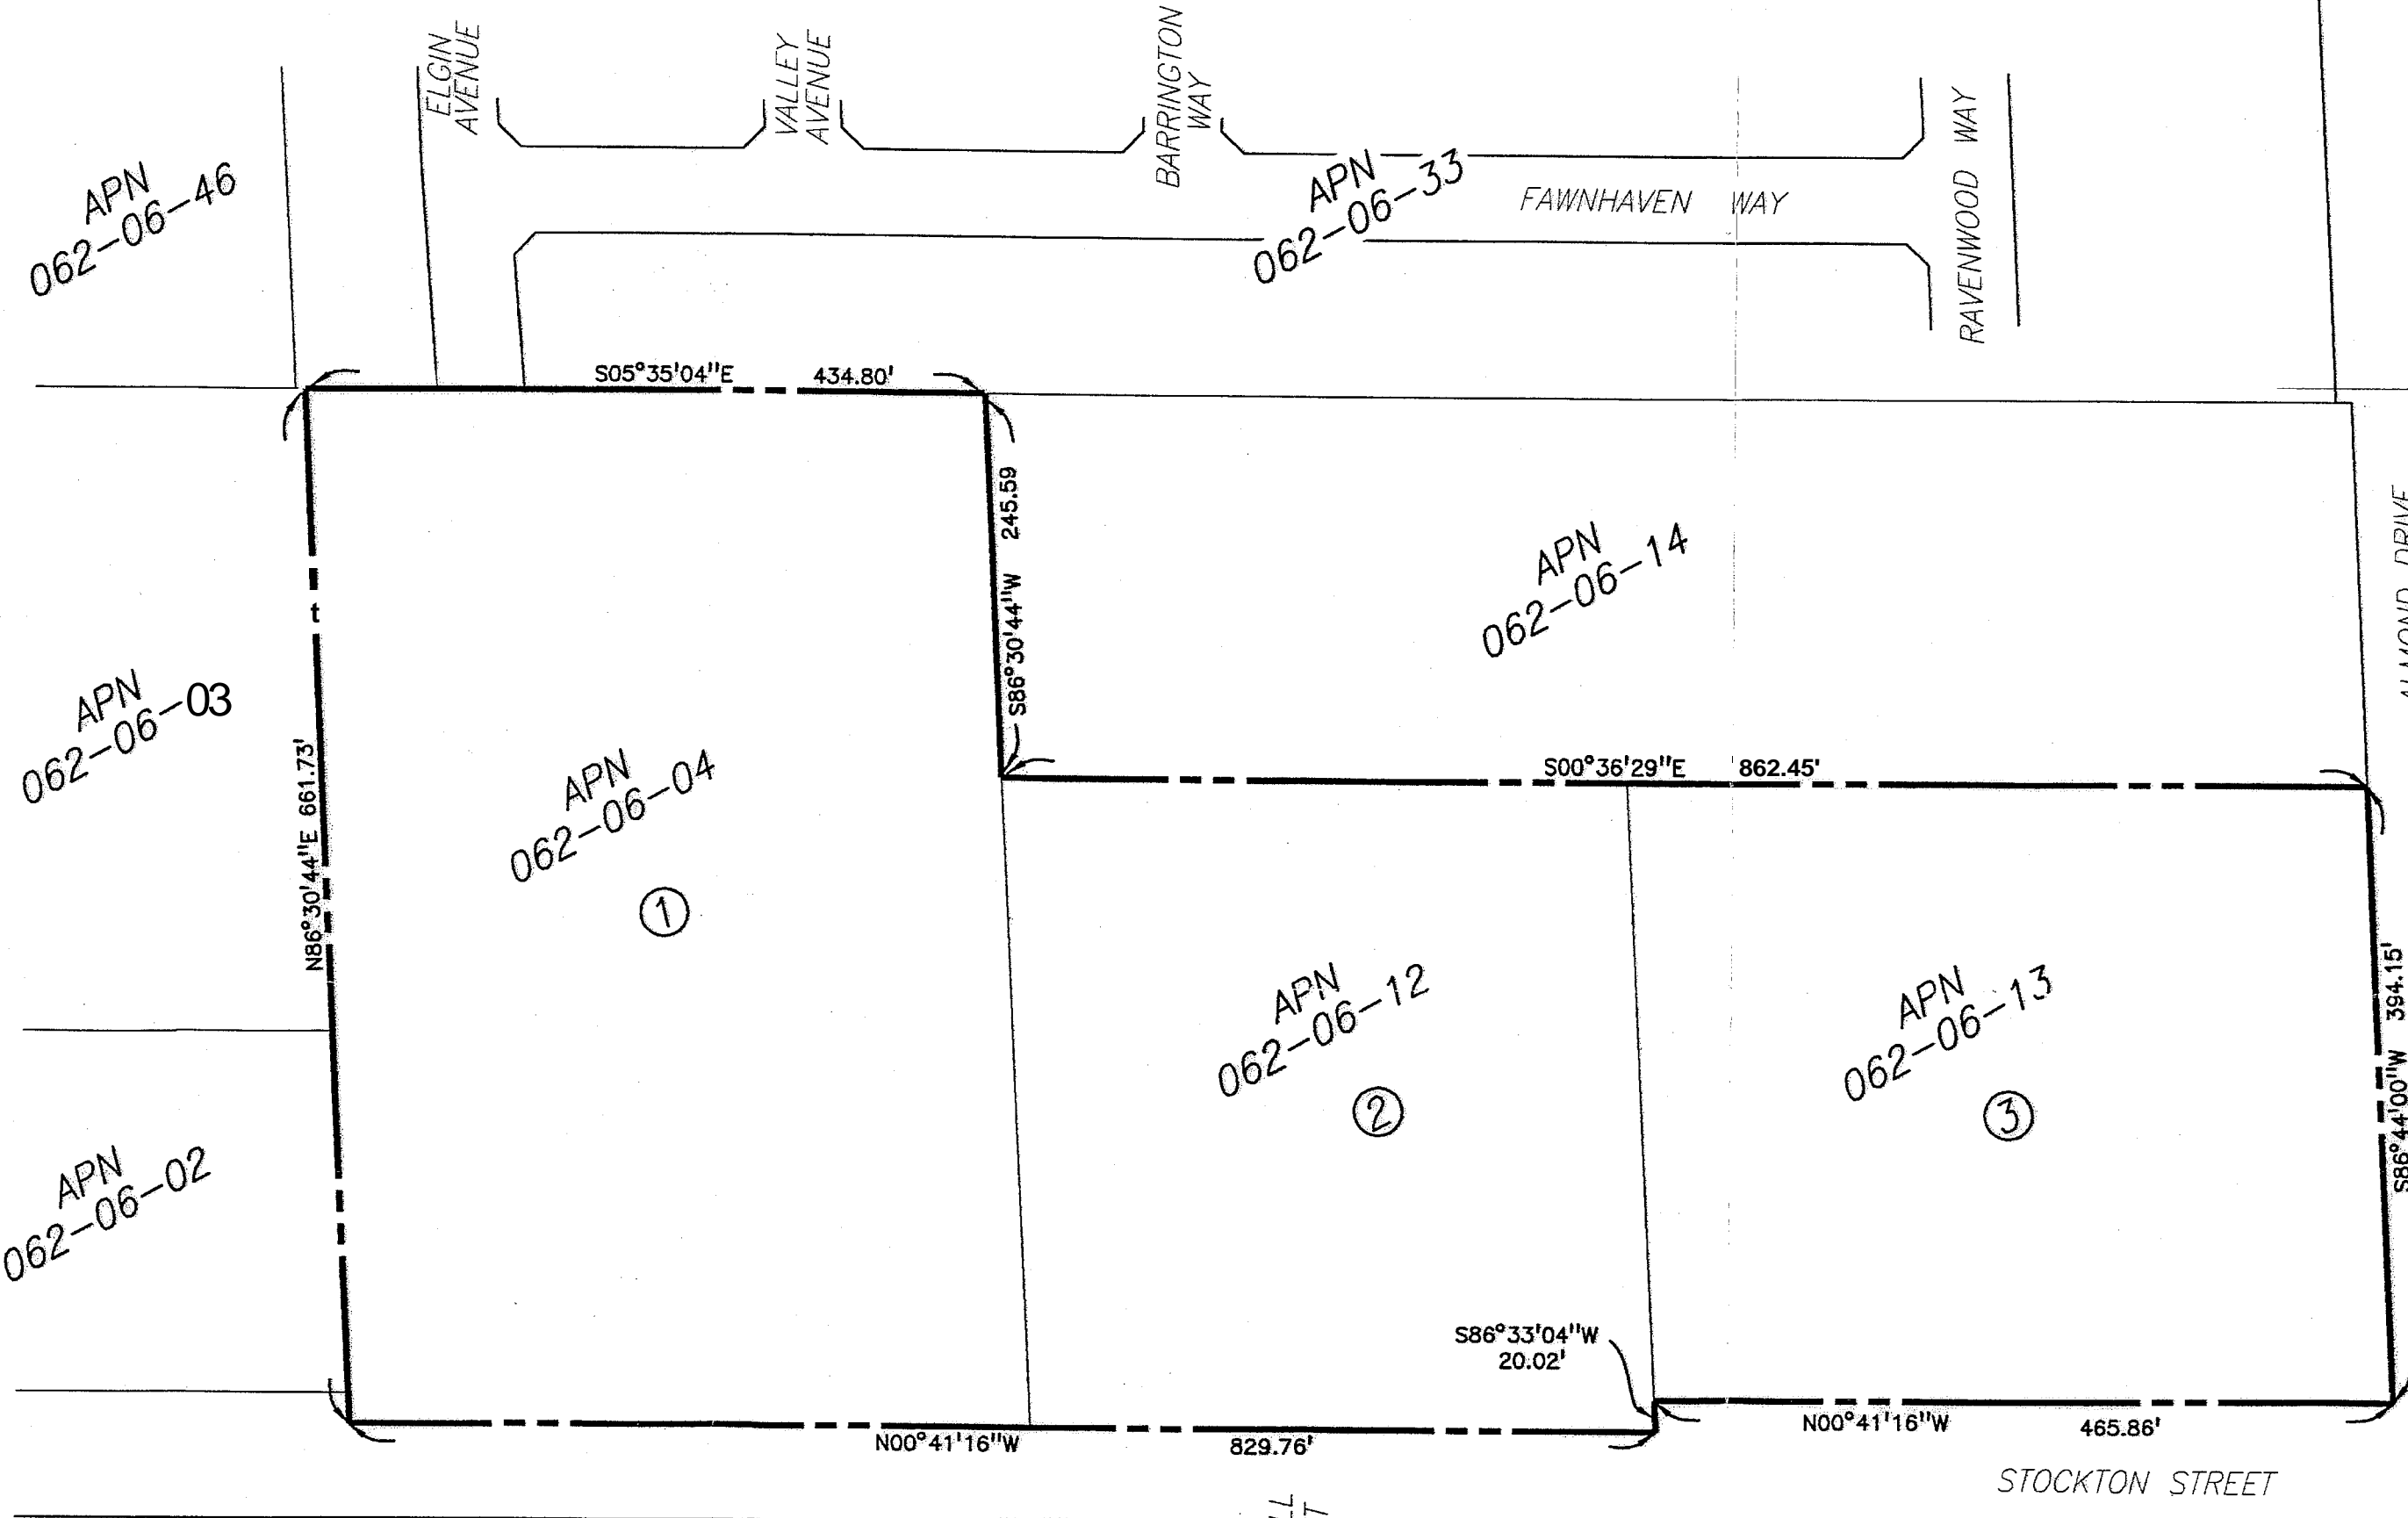 ELGIN
AVENUE
VALLEY
AVENUE
BARRINGTON
WAY
RAVENWOOD WAY
APN
062-06-46
APN
062-06-33
FAWNHAVEN WAY
S05°35'04"E 434.80'
S86°30'44"W 245.59
APN
062-06-14
ALMOND DRIVE
t
APN
062-06-03
N86°30'44"E 661.73'
APN
062-06-04
1
S00°36'29"E 862.45'
APN
062-06-12
2
APN
062-06-13
3
S86°44'00"W 394.15'
APN
062-06-02
S86°33'04"W
20.02'
N00°41'16"W 829.76'
N00°41'16"W 465.86'
STOCKTON STREET